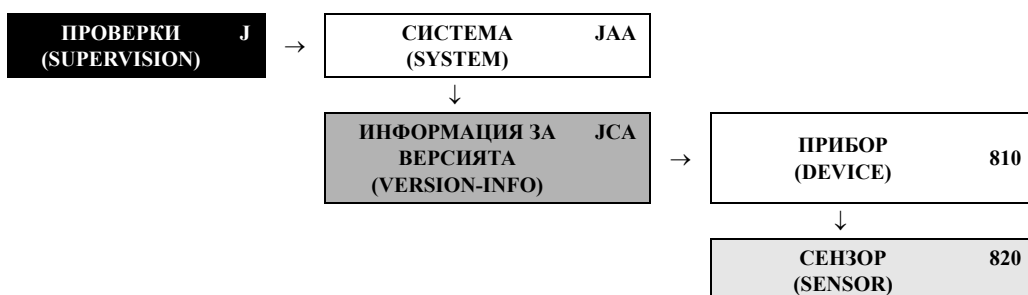 ПРОВЕРКИ J
(SUPERVISION)
→
СИСТЕМА JAA
(SYSTEM)
↓
ИНФОРМАЦИЯ ЗА JCA
ВЕРСИЯТА
(VERSION-INFO)
→
ПРИБОР
(DEVICE) 810
↓
СЕНЗОР 820
(SENSOR)